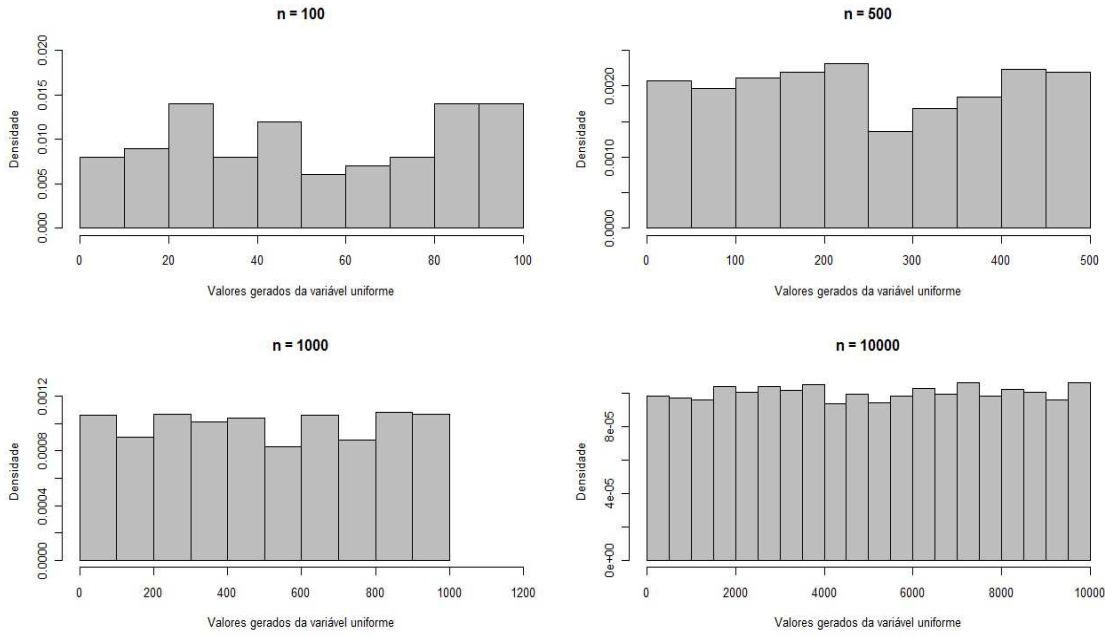 n = 100
Densidade
0.020
0.015
0.010
0.005
0.000
0 20 40 60 80 100
Valores gerados da variável uniforme
n = 500
Densidade
0.0020
0.0010
0.0000
0 100 200 300 400 500
Valores gerados da variável uniforme
n = 1000
Densidade
0.0012
0.0008
0.0004
0.0000
0 200 400 600 800 1000 1200
Valores gerados da variável uniforme
n = 10000
Densidade
8e-05
4e-05
0e+00
0 2000 4000 6000 8000 10000
Valores gerados da variável uniforme